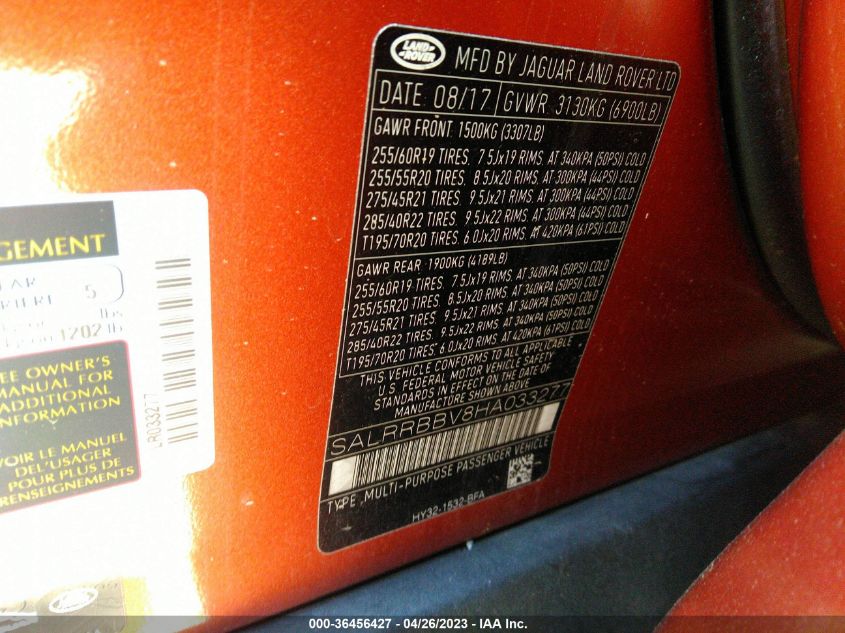 LAND ROVER
MFD BY JAGUAR LAND ROVER LTD
DATE 08/17 GVWR 3130KG (6900LB)
GAWR FRONT 1500KG (3307LB)
255/60R19 TIRES. 7.5Jx19 RIMS. AT 340KPA (50PSI) COLD
255/55R20 TIRES. 8.5Jx20 RIMS. AT 300KPA (44PSI) COLD
275/45R21 TIRES. 9.5Jx21 RIMS. AT 300KPA (44PSI) COLD
285/40R22 TIRES. 9.5Jx22 RIMS. AT 300KPA (44PSI) COLD
T195/70R20 TIRES. 6.0Jx20 RIMS. AT 420KPA (61PSI) COLD
GAWR REAR 1900KG (4189LB)
255/60R19 TIRES. 7.5Jx19 RIMS. AT 340KPA (50PSI) COLD
255/55R20 TIRES. 8.5Jx20 RIMS. AT 340KPA (50PSI) COLD
275/45R21 TIRES. 9.5Jx21 RIMS. AT 340KPA (50PSI) COLD
285/40R22 TIRES. 9.5Jx22 RIMS. AT 340KPA (50PSI) COLD
T195/70R20 TIRES. 6.0Jx20 RIMS. AT 420KPA (61PSI) COLD
THIS VEHICLE CONFORMS TO ALL APPLICABLE
U.S. FEDERAL MOTOR VEHICLE SAFETY
STANDARDS IN EFFECT ON THE DATE OF
MANUFACTURE SHOWN ABOVE
SALRRBBV8HA033277
TYPE MULTI-PURPOSE PASSENGER VEHICLE
HY32-1532-BFA
GEMENT
AR
RIERE 5
lbs
1202 lb
EE OWNER'S
MANUAL FOR
ADDITIONAL
INFORMATION
VOIR LE MANUEL
DE L'USAGER
POUR PLUS DE
RENSEIGNEMENTS
LR033277
LAND ROVER
000-36456427 - 04/26/2023 - IAA Inc.